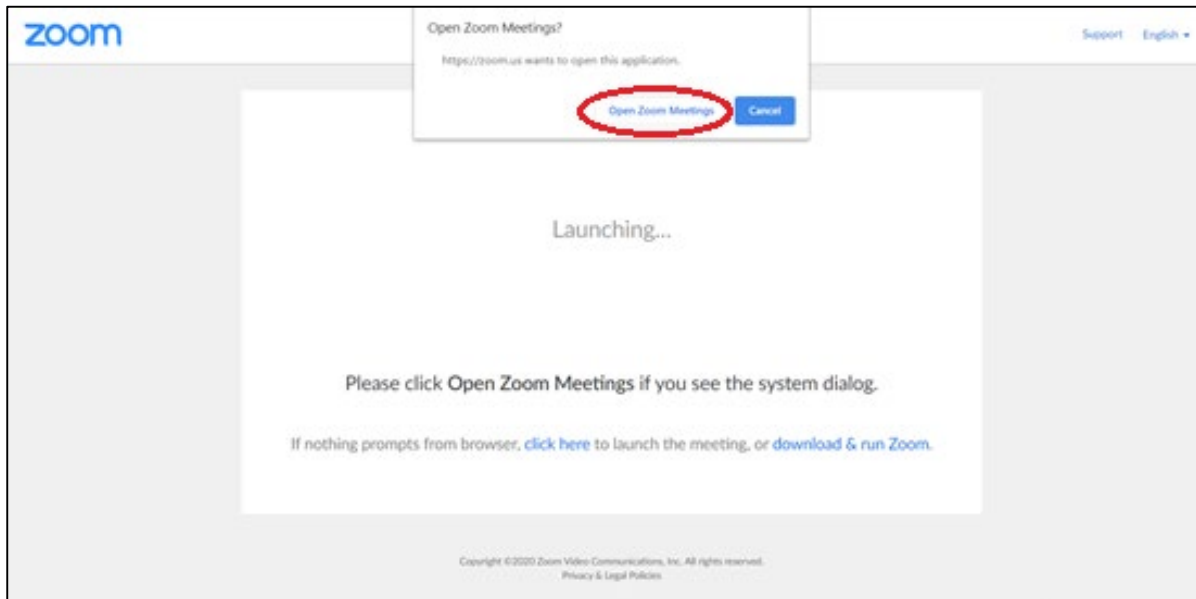 zoom
Support English
Open Zoom Meetings?
https://zoom.us wants to open this application.
Open Zoom Meetings Cancel
Launching...
Please click Open Zoom Meetings if you see the system dialog.
If nothing prompts from browser, click here to launch the meeting, or download & run Zoom.
Copyright ©2020 Zoom Video Communications, Inc. All rights reserved.
Privacy & Legal Policies